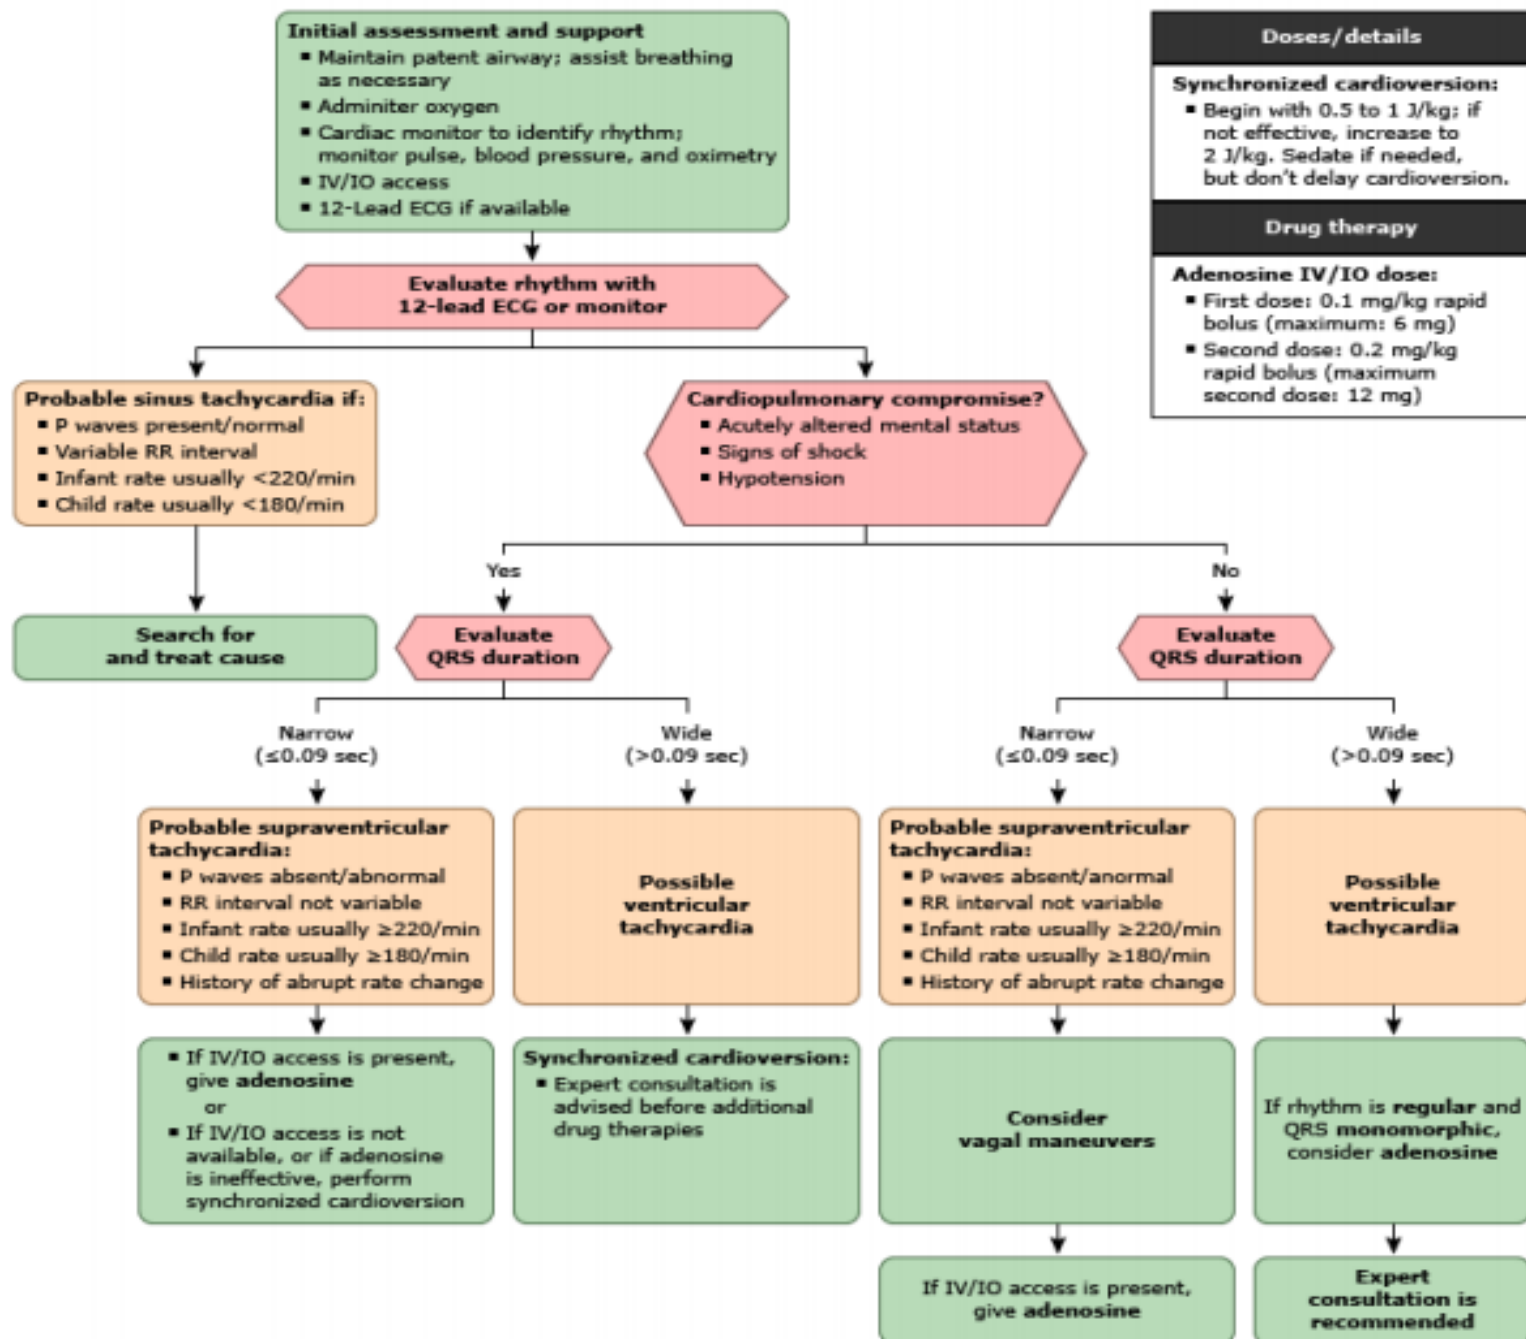 Initial assessment and support
▪ Maintain patent airway; assist breathing
as necessary
▪ Adminiter oxygen
▪ Cardiac monitor to identify rhythm;
monitor pulse, blood pressure, and oximetry
▪ IV/IO access
▪ 12-Lead ECG if available
Doses/details
Synchronized cardioversion:
▪ Begin with 0.5 to 1 J/kg; if
not effective, increase to
2 J/kg. Sedate if needed,
but don't delay cardioversion.
Drug therapy
Adenosine IV/IO dose:
▪ First dose: 0.1 mg/kg rapid
bolus (maximum: 6 mg)
▪ Second dose: 0.2 mg/kg
rapid bolus (maximum
second dose: 12 mg)
Evaluate rhythm with
12-lead ECG or monitor
Probable sinus tachycardia if:
▪ P waves present/normal
▪ Variable RR interval
▪ Infant rate usually <220/min
▪ Child rate usually <180/min
Search for
and treat cause
Cardiopulmonary compromise?
▪ Acutely altered mental status
▪ Signs of shock
▪ Hypotension
Yes
No
Evaluate
QRS duration
Evaluate
QRS duration
Narrow
(≤0.09 sec)
Wide
(>0.09 sec)
Narrow
(≤0.09 sec)
Wide
(>0.09 sec)
Probable supraventricular
tachycardia:
▪ P waves absent/abnormal
▪ RR interval not variable
▪ Infant rate usually ≥220/min
▪ Child rate usually ≥180/min
▪ History of abrupt rate change
Possible
ventricular
tachycardia
Probable supraventricular
tachycardia:
▪ P waves absent/anormal
▪ RR interval not variable
▪ Infant rate usually ≥220/min
▪ Child rate usually ≥180/min
▪ History of abrupt rate change
Possible
ventricular
tachycardia
▪ If IV/IO access is present,
give adenosine
or
▪ If IV/IO access is not
available, or if adenosine
is ineffective, perform
synchronized cardioversion
Synchronized cardioversion:
▪ Expert consultation is
advised before additional
drug therapies
Consider
vagal maneuvers
If rhythm is regular and
QRS monomorphic,
consider adenosine
If IV/IO access is present,
give adenosine
Expert
consultation is
recommended